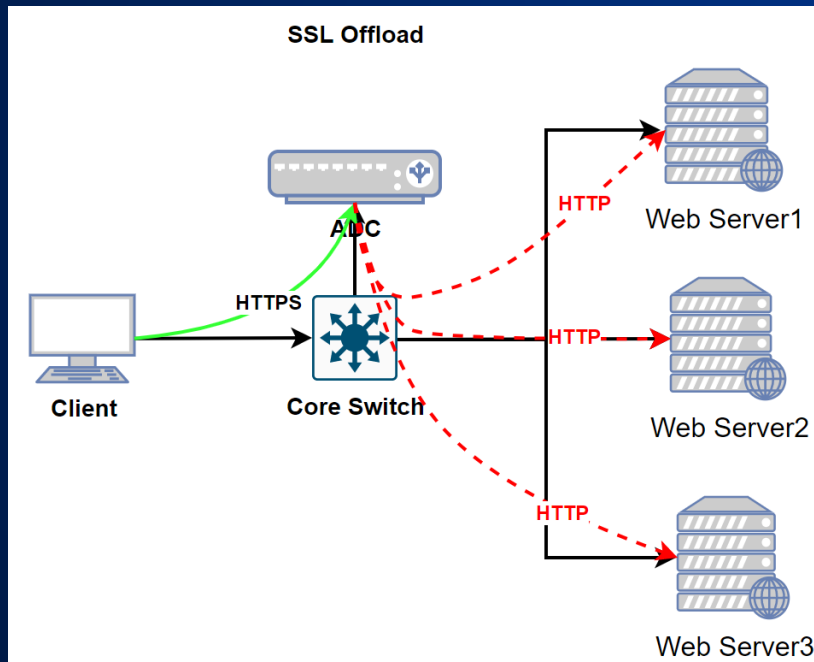 SSL Offload
ADC
HTTP
Web Server1
HTTPS
HTTP
Client
Core Switch
Web Server2
HTTP
Web Server3